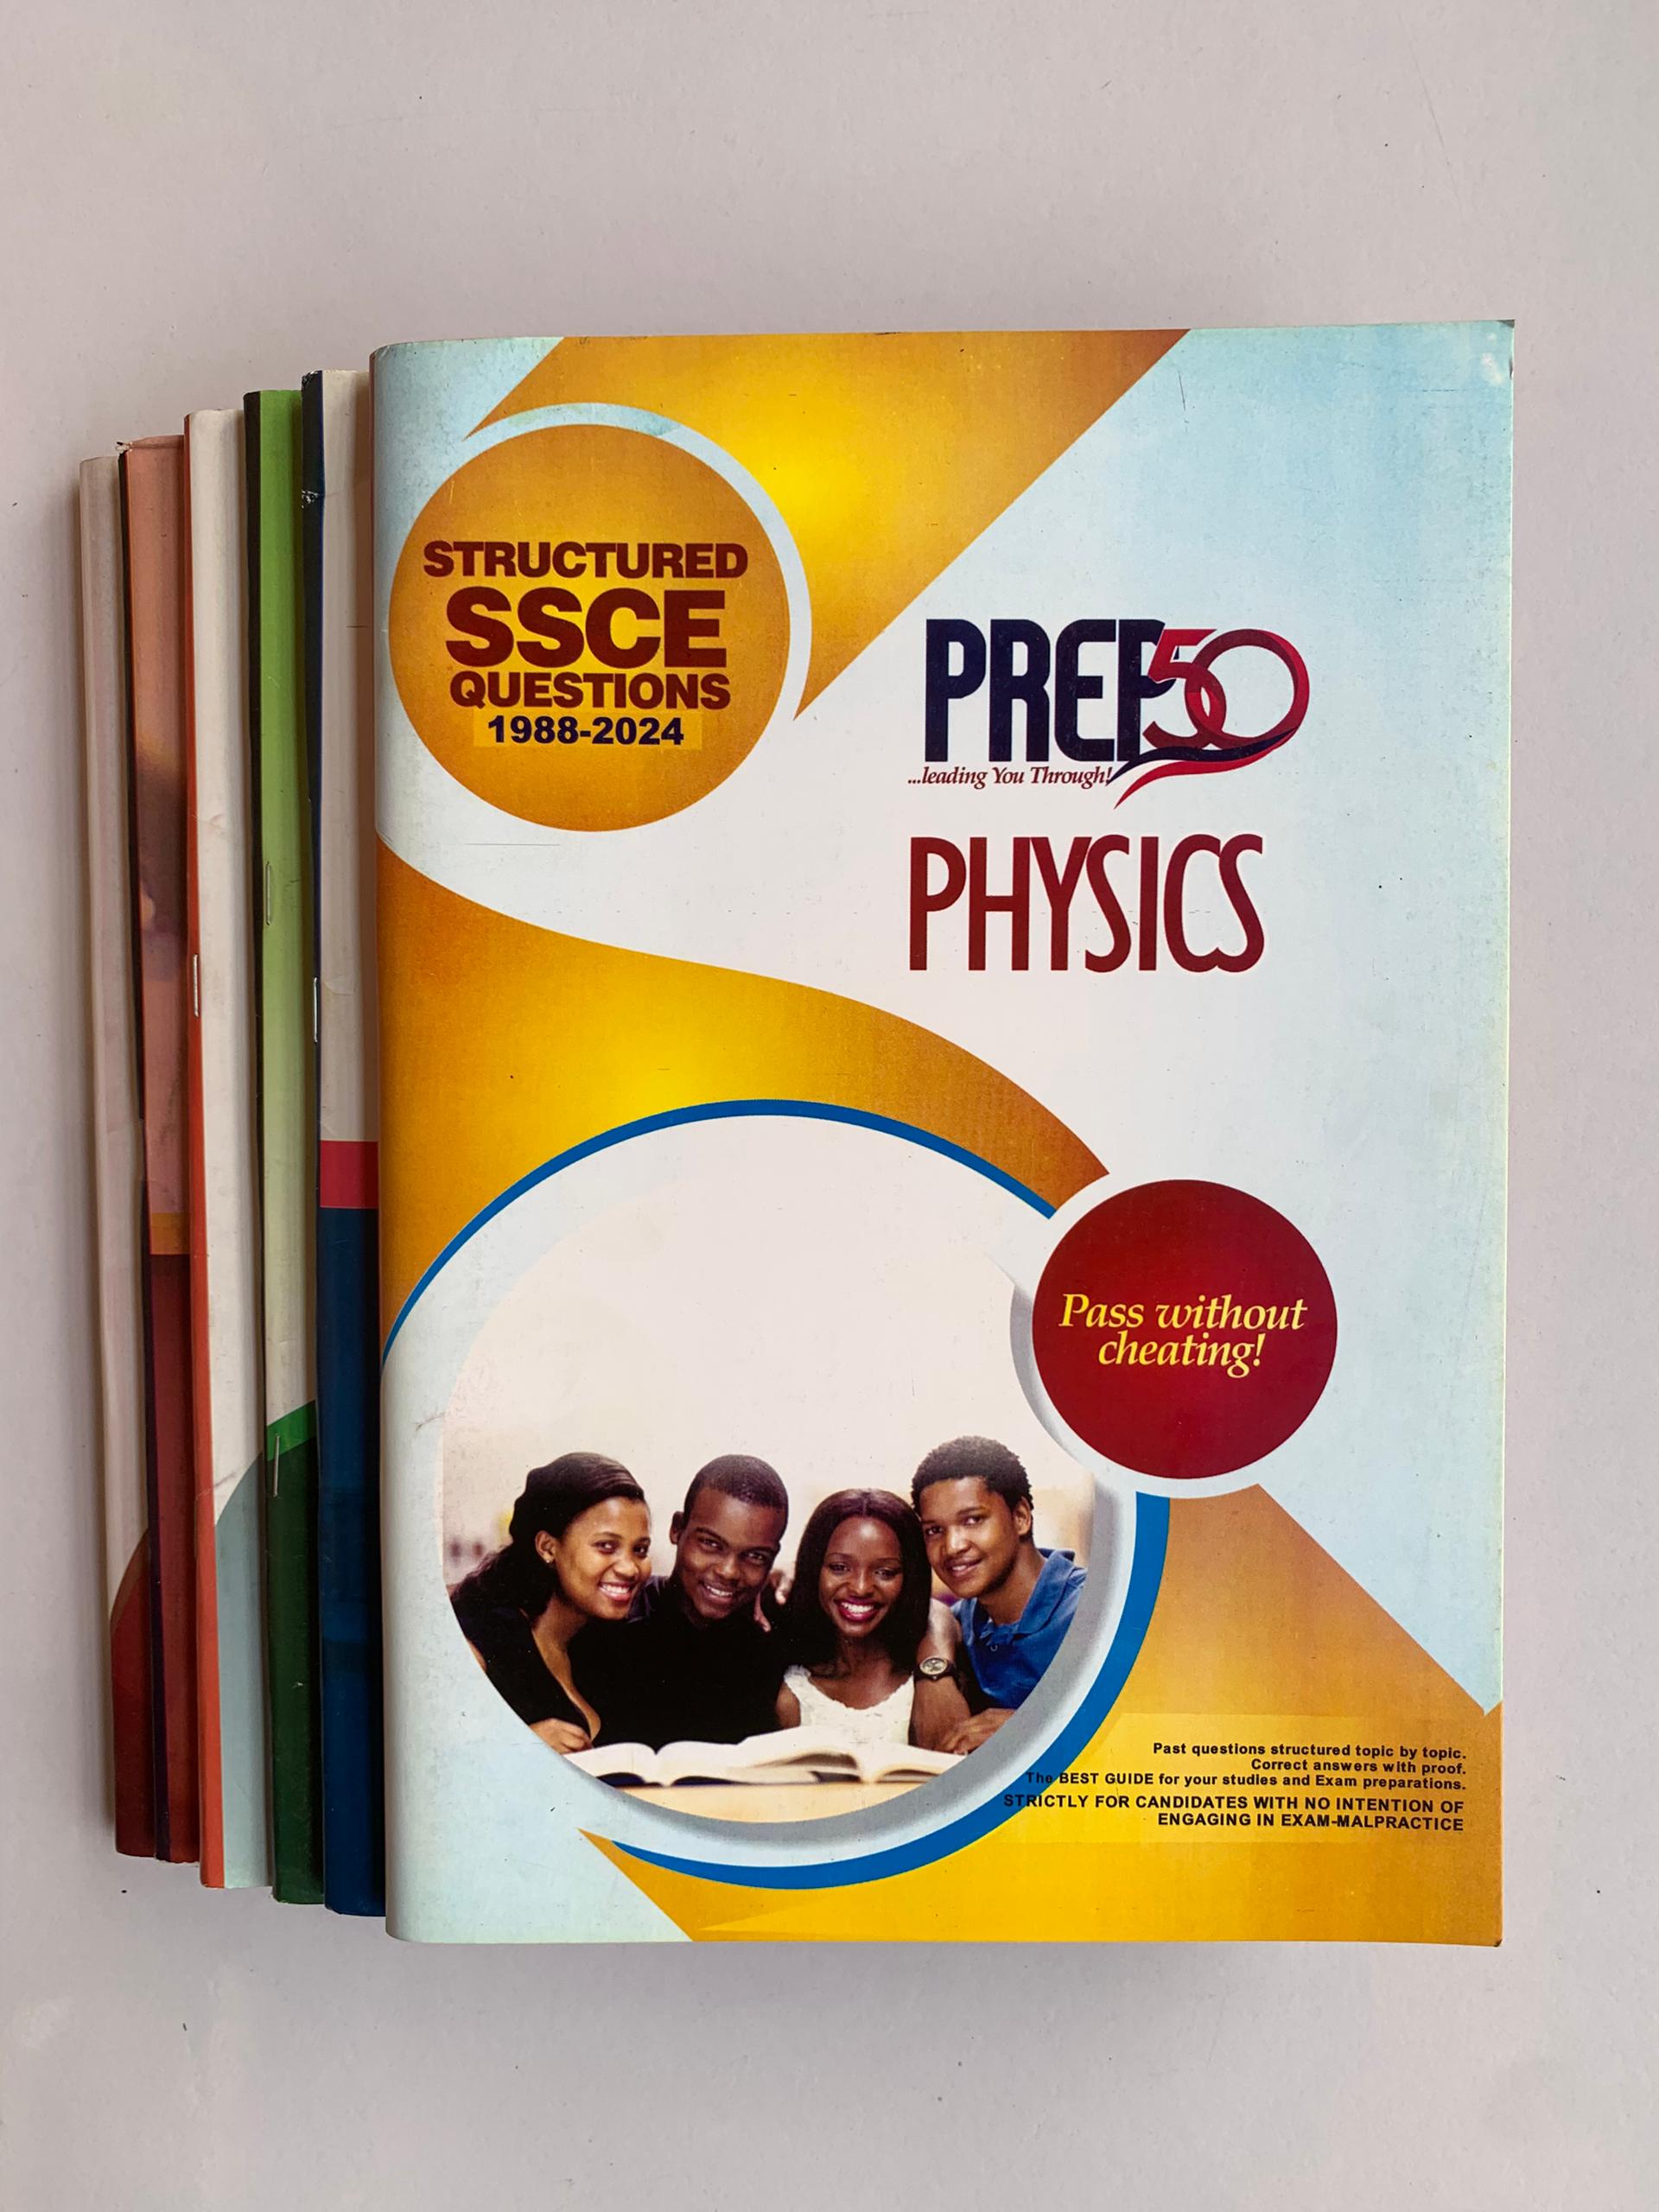 STRUCTURED
SSCE
QUESTIONS
1988-2024
PREP50
...leading You Through!
PHYSICS
Pass without
cheating!
Past questions structured topic by topic.
Correct answers with proof.
The BEST GUIDE for your studies and Exam preparations.
STRICTLY FOR CANDIDATES WITH NO INTENTION OF
ENGAGING IN EXAM-MALPRACTICE